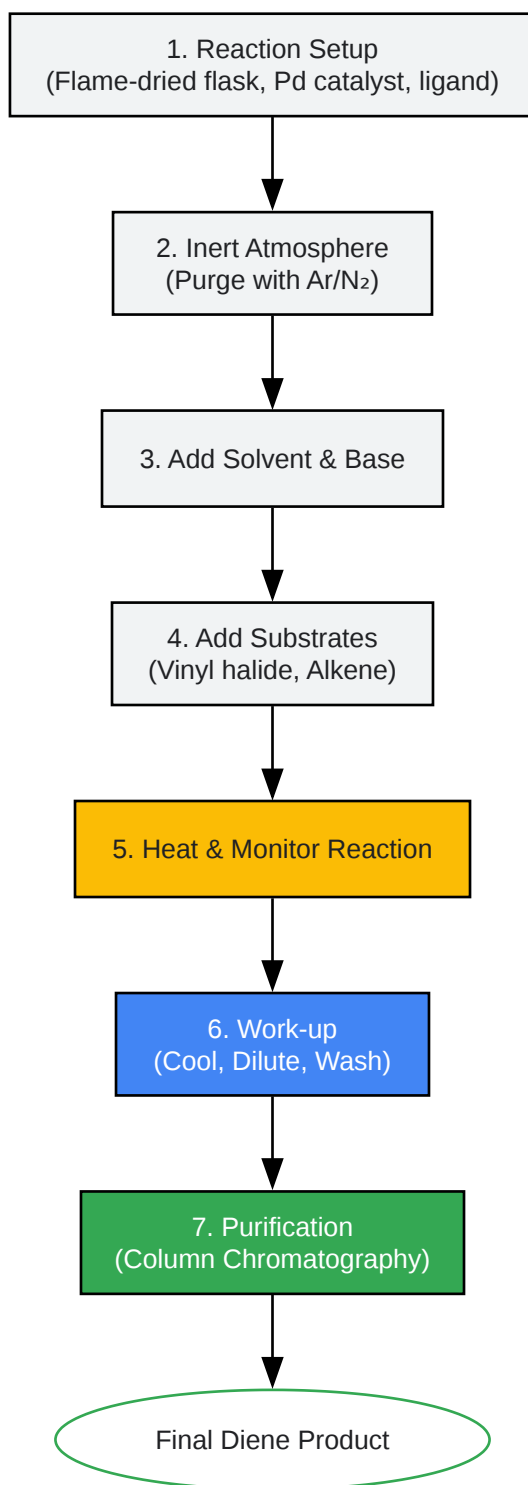 1. Reaction Setup
(Flame-dried flask, Pd catalyst, ligand)
2. Inert Atmosphere
(Purge with Ar/N₂)
3. Add Solvent & Base
4. Add Substrates
(Vinyl halide, Alkene)
5. Heat & Monitor Reaction
6. Work-up
(Cool, Dilute, Wash)
7. Purification
(Column Chromatography)
Final Diene Product